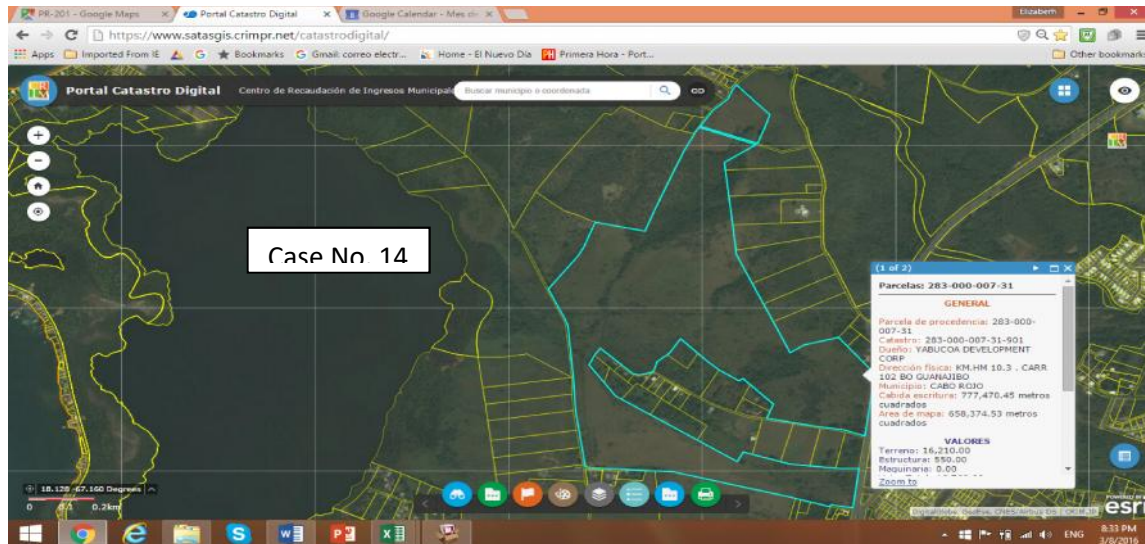 PR-201 - Google Maps
Portal Catastro Digital
Google Calendar - Mes de
Elizabeth
https://www.satasgis.crimpr.net/catastrodigital/
Apps
Imported From IE
G
Bookmarks
G Gmail: correo electr...
Home - El Nuevo Día
PH Primera Hora - Port...
Other bookmarks
Portal Catastro Digital
Centro de Recaudación de Ingresos Municipale
Buscar municipio o coordenada
Case No. 14
(1 of 2)
Parcelas: 283-000-007-31
GENERAL
Parcela de procedencia: 283-000-
007-31
Catastro: 283-000-007-31-901
Dueño: YABUCOA DEVELOPMENT
CORP
Dirección física: KM.HM 10.3 . CARR
102 BO GUANAJIBO
Municipio: CABO ROJO
Cabida escritura: 777,470.45 metros
cuadrados
Area de mapa: 658,374.53 metros
cuadrados
VALORES
Terreno: 16,210.00
Estructura: 550.00
Maquinaria: 0.00
Zoom to
18.128 -67.160 Degrees
0 0.1 0.2km
esri
ENG
8:33 PM
3/8/2016